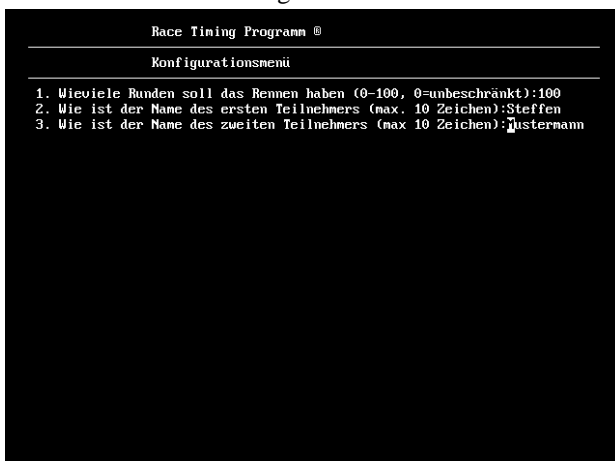 Race Timing Programm ®
Konfigurationsmenü
1. Wieviele Runden soll das Rennen haben (0-100, 0=unbeschränkt):100
2. Wie ist der Name des ersten Teilnehmers (max. 10 Zeichen):Steffen
3. Wie ist der Name des zweiten Teilnehmers (max 10 Zeichen):Mustermann